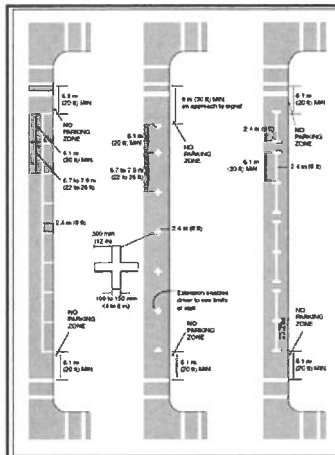 6.1 m
(20 ft) MIN
NO
PARKING
ZONE
6.1 m
(20 ft) MIN
6.7 to 7.9 m
(22 to 26 ft)
2.4 m (8 ft)
NO
PARKING
ZONE
6.1 m
(20 ft) MIN
6.1 m
(20 ft) MIN
6.7 to 7.9 m
(22 to 26 ft)
300 mm
(12 in)
100 to 150 mm
(4 to 6 in)
9 m (30 ft) MIN
on approach to signal
NO
PARKING
ZONE
2.4 m (8 ft)
Extension enables
driver to see limits
of stall
NO
PARKING
ZONE
6.1 m
(20 ft) MIN
6.1 m
(20 ft) MIN
NO
PARKING
ZONE
2.4 m (8 ft)
6.1 m
(20 ft) MIN
2.4 m (8 ft)
NO
PARKING
ZONE
6.1 m
(20 ft) MIN